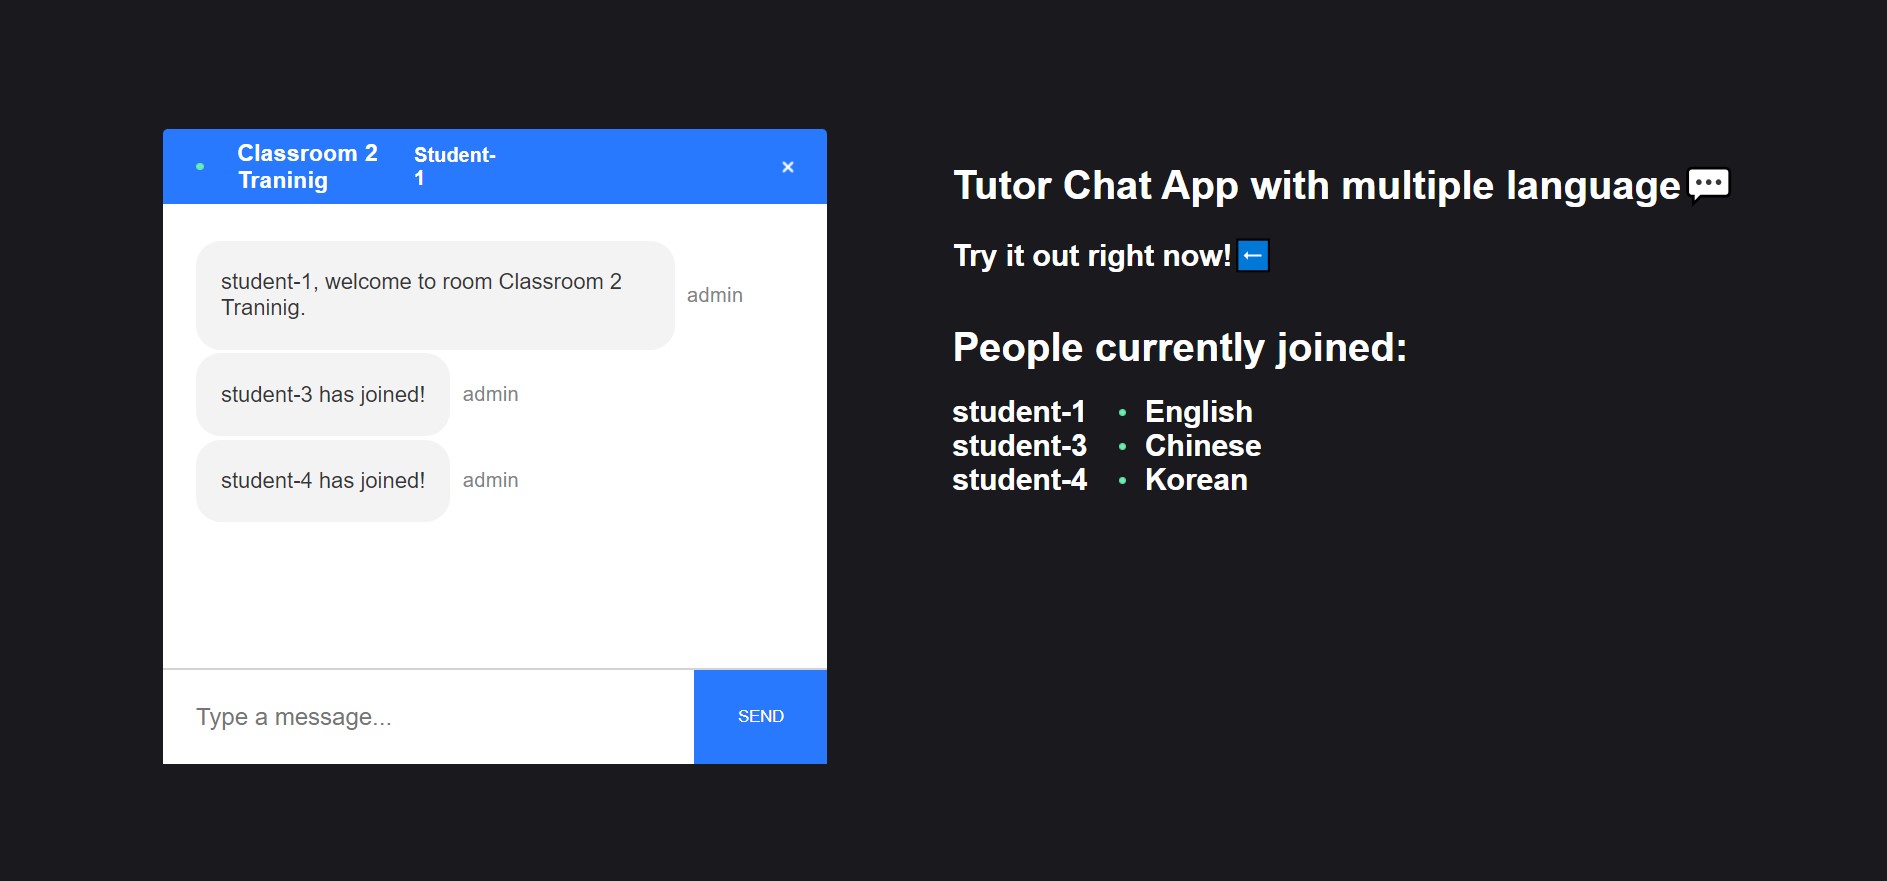 Classroom 2
Traninig
Student-
1
×
student-1, welcome to room Classroom 2
Traninig.
admin
student-3 has joined!
admin
student-4 has joined!
admin
Type a message...
SEND
Tutor Chat App with multiple language💬
Try it out right now!⬅️
People currently joined:
student-1 • English
student-3 • Chinese
student-4 • Korean